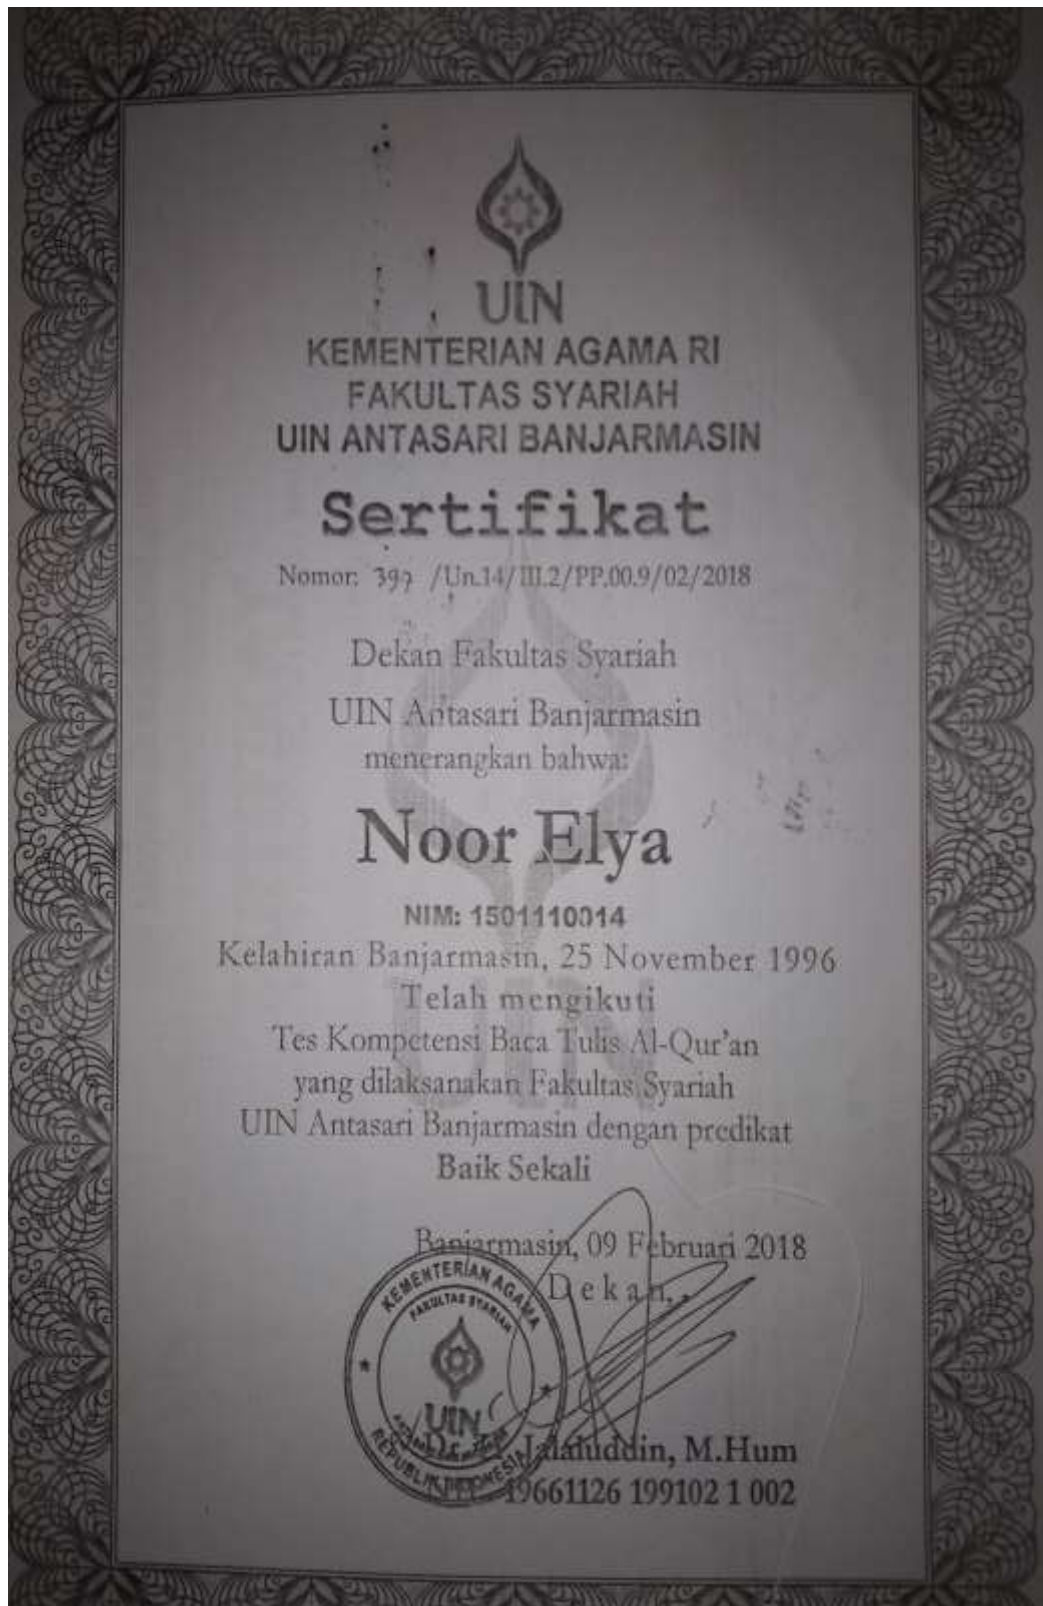 UIN
KEMENTERIAN AGAMA RI
FAKULTAS SYARIAH
UIN ANTASARI BANJARMASIN
Sertifikat
Nomor: 397 /Un.14/III.2/PP.00.9/02/2018
Dekan Fakultas Syariah
UIN Antasari Banjarmasin
menerangkan bahwa:
Noor Elya
NIM: 1501110014
Kelahiran Banjarmasin, 25 November 1996
Telah mengikuti
Tes Kompetensi Baca Tulis Al-Qur'an
yang dilaksanakan Fakultas Syariah
UIN Antasari Banjarmasin dengan predikat
Baik Sekali
Banjarmasin, 09 Februari 2018
Dekan,
KEMENTERIAN AGAMA
FAKULTAS SYARIAH
UIN
REPUBLIK INDONESIA
Jalaluddin, M.Hum
19661126 199102 1 002